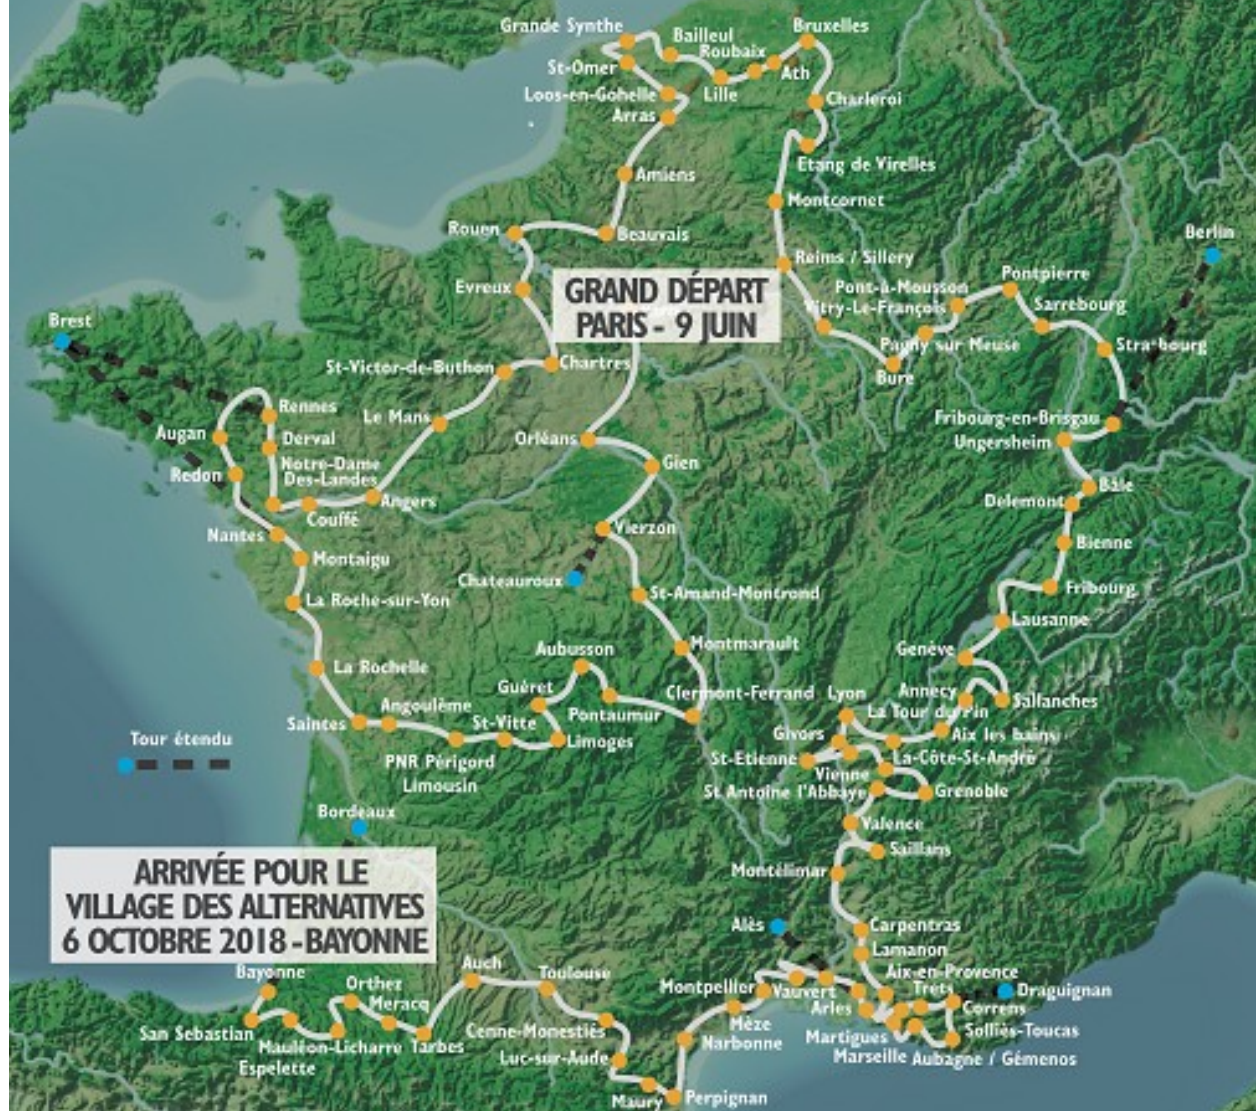 Grande Synthe
Bailleul
Bruxelles
Roubaix
St-Omer
Ath
Loos-en-Gohelle
Lille
Charleroi
Arras
Etang de Virelles
Amiens
Montcornet
Rouen
Beauvais
Berlin
Reims / Sillery
GRAND DÉPART
PARIS - 9 JUIN
Pontpierre
Evreux
Pont-à-Mousson
Vitry-Le-François
Sarrebourg
Brest
Pagny sur Meuse
Strasbourg
St-Victor-de-Buthon
Chartres
Bure
Rennes
Le Mans
Fribourg-en-Brisgau
Augan
Derval
Orléans
Ungersheim
Notre-Dame
Des-Landes
Gien
Redon
Angers
Bâle
Couffé
Delemont
Nantes
Vierzon
Bienne
Montaigu
Chateauroux
Fribourg
La Roche-sur-Yon
St-Amand-Montrond
Lausanne
Aubusson
Montmarault
Genève
La Rochelle
Guéret
Clermont-Ferrand
Lyon
Annecy
Sallanches
Angoulême
Pontaumur
La Tour du Pin
Saintes
St-Vitte
Limoges
Givors
Aix les bains
Tour étendu
PNR Périgord
Limousin
St-Etienne
La-Côte-St-André
Vienne
St Antoine l'Abbaye
Grenoble
Bordeaux
Valence
Saillans
ARRIVÉE POUR LE
VILLAGE DES ALTERNATIVES
6 OCTOBRE 2018 - BAYONNE
Montélimar
Alès
Carpentras
Lamanon
Bayonne
Auch
Toulouse
Aix-en-Provence
Orthez
Montpellier
Vauvert
Trets
Draguignan
Meracq
Arles
Correns
San Sebastian
Cenne-Monestiés
Mèze
Solliès-Toucas
Mauléon-Licharre
Tarbes
Narbonne
Martigues
Espelette
Luc-sur-Aude
Marseille
Aubagne / Gémenos
Maury
Perpignan